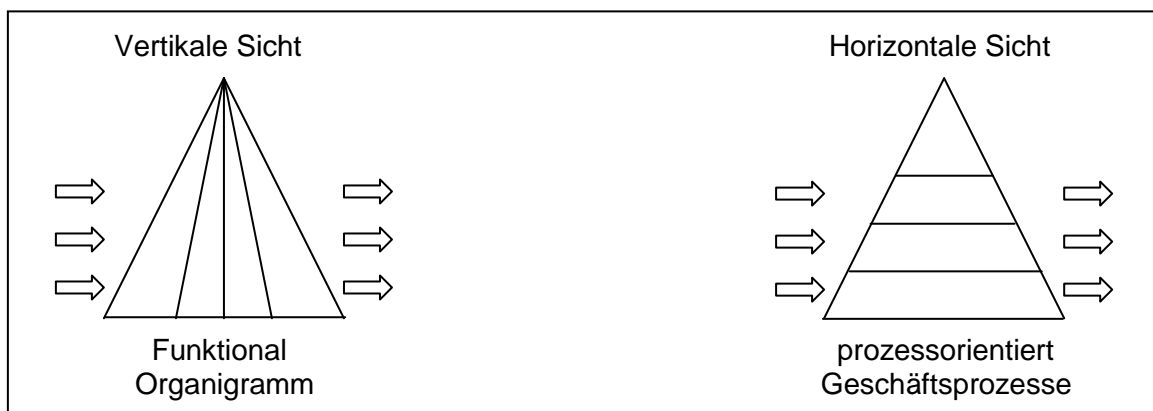 Vertikale Sicht
Funktional
Organigramm
Horizontale Sicht
prozessorientiert
Geschäftsprozesse